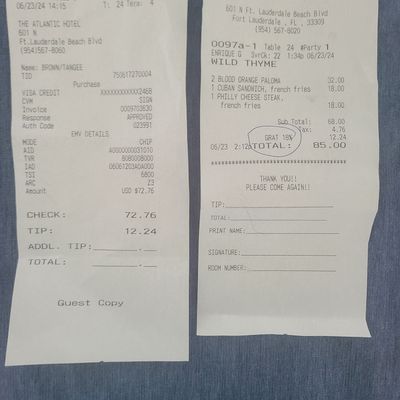 06/23/24 14:15 T: 24 Term: 4
THE ATLANTIC HOTEL
601 N
Ft.Lauderdale Beach Blvd
(954)567-8060
Name: BROWN/TANGEE
TID 750617270004
Purchase
VISA CREDIT XXXXXXXXXXXX2468
CVM SIGN
Invoice 0009703630
Response APPROVED
Auth Code 023991
EMV DETAILS
MODE CHIP
AID A0000000031010
TVR 8080008000
IAD 06061203A0A000
TSI 6800
ARC Z3
Amount USD $72.76
CHECK: 72.76
TIP: 12.24
ADDL. TIP:
TOTAL:
Guest Copy
601 N Ft. Lauderdale Beach Blvd
Fort Lauderdale , FL , 33309
(954) 567-8020
0097a-1 Table 24 #Party 1
ENRIQUE G SvrCk: 22 1:34p 06/23/24
WILD THYME
2 BLOOD ORANGE PALOMA 32.00
1 CUBAN SANDWICH, french fries 18.00
1 PHILLY CHEESE STEAK,
french fries 18.00
Sub Total: 68.00
Tax: 4.76
GRAT 18% 12.24
06/23 2:12p TOTAL: 85.00
THANK YOU!!
PLEASE COME AGAIN!!
TIP:
TOTAL:
PRINT NAME:
SIGNATURE:
ROOM NUMBER: